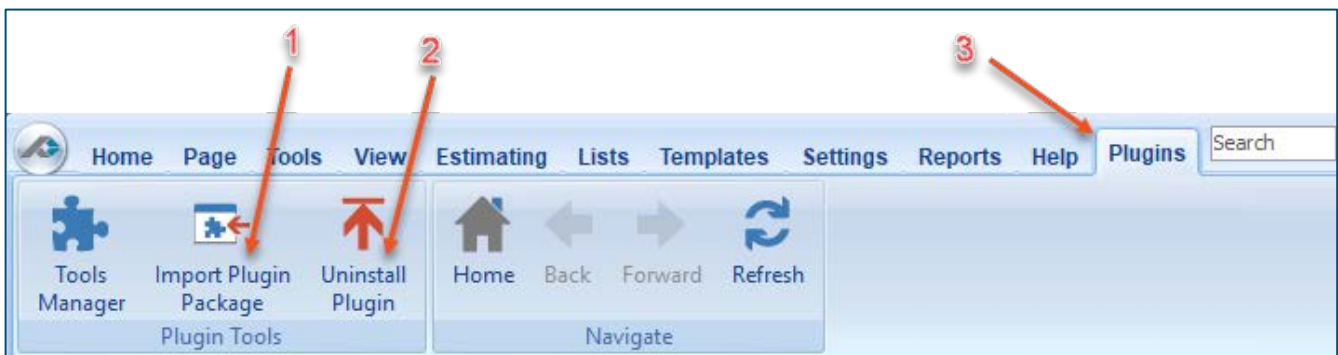 1 2 3
Home Page Tools View Estimating Lists Templates Settings Reports Help Plugins Search
Tools Import Plugin Uninstall Home Back Forward Refresh
Manager Package Plugin
Plugin Tools Navigate